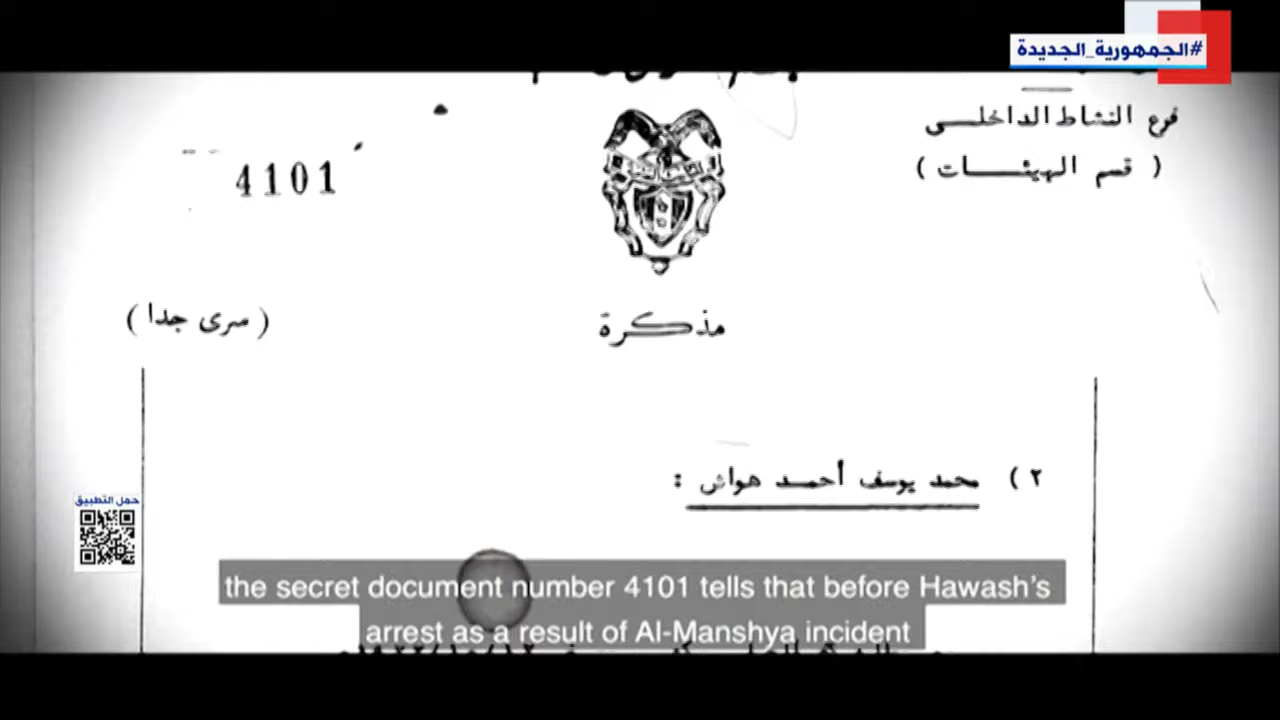 #الجمهورية_الجديدة
فرع النشاط الداخلى
( قسم الهيئات )
4101
مذكرة
( سرى جدا )
٢ ) محمد يوسف أحمد هواش :
حمل التطبيق
the secret document number 4101 tells that before Hawash's
arrest as a result of Al-Manshya incident